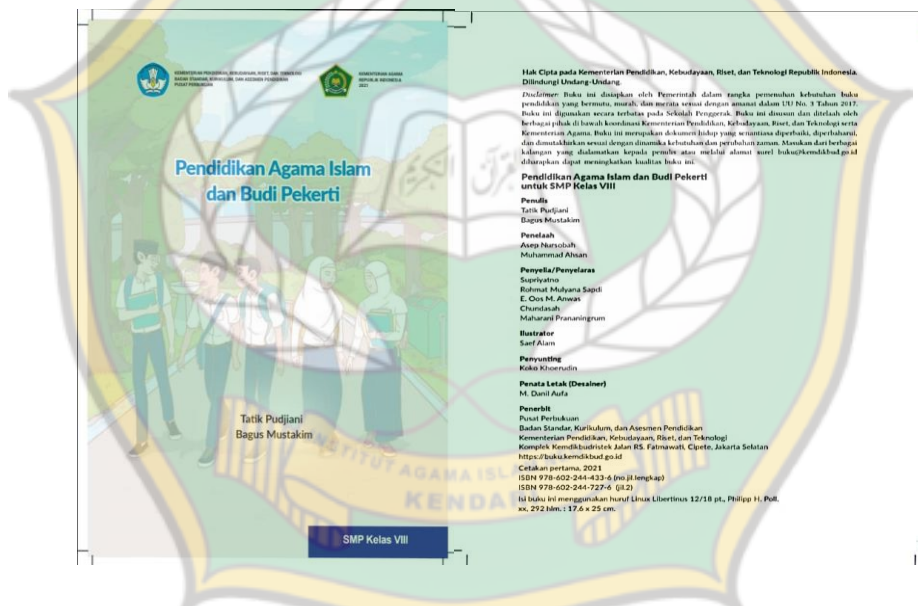 KEMENTERIAN PENDIDIKAN, KEBUDAYAAN, RISET, DAN TEKNOLOGI
BADAN STANDAR, KURIKULUM, DAN ASESMEN PENDIDIKAN
PUSAT PERBUKUAN
KEMENTERIAN AGAMA
REPUBLIK INDONESIA
2021
Pendidikan Agama Islam
dan Budi Pekerti
Tatik Pudjiani
Bagus Mustakim
SMP Kelas VIII
Hak Cipta pada Kementerian Pendidikan, Kebudayaan, Riset, dan Teknologi Republik Indonesia.
Dilindungi Undang-Undang.
Disclaimer: Buku ini disiapkan oleh Pemerintah dalam rangka pemenuhan kebutuhan buku
pendidikan yang bermutu, murah, dan merata sesuai dengan amanat dalam UU No. 3 Tahun 2017.
Buku ini digunakan secara terbatas pada Sekolah Penggerak. Buku ini disusun dan ditelaah oleh
berbagai pihak di bawah koordinasi Kementerian Pendidikan, Kebudayaan, Riset, dan Teknologi serta
Kementerian Agama. Buku ini merupakan dokumen hidup yang senantiasa diperbaiki, diperbaharui,
dan dimutakhirkan sesuai dengan dinamika kebutuhan dan perubahan zaman. Masukan dari berbagai
kalangan yang dialamatkan kepada penulis atau melalui alamat surel buku@kemdikbud.go.id
diharapkan dapat meningkatkan kualitas buku ini.
Pendidikan Agama Islam dan Budi Pekerti
untuk SMP Kelas VIII
Penulis
Tatik Pudjiani
Bagus Mustakim
Penelaah
Asep Nursobah
Muhammad Ahsan
Penyelia/Penyelaras
Supriyatno
Rohmat Mulyana Sapdi
E. Oos M. Anwas
Chundasah
Maharani Prananingrum
Ilustrator
Saef Alam
Penyunting
Koko Khoerudin
Penata Letak (Desainer)
M. Danil Aufa
Penerbit
Pusat Perbukuan
Badan Standar, Kurikulum, dan Asesmen Pendidikan
Kementerian Pendidikan, Kebudayaan, Riset, dan Teknologi
Komplek Kemdikbudristek Jalan RS. Fatmawati, Cipete, Jakarta Selatan
https://buku.kemdikbud.go.id
Cetakan pertama, 2021
ISBN 978-602-244-433-6 (no.jil.lengkap)
ISBN 978-602-244-727-6 (jil.2)
Isi buku ini menggunakan huruf Linux Libertinus 12/18 pt., Philipp H. Poll.
xx, 292 hlm. : 17.6 x 25 cm.
INSTITUT AGAMA ISL
KENDAR